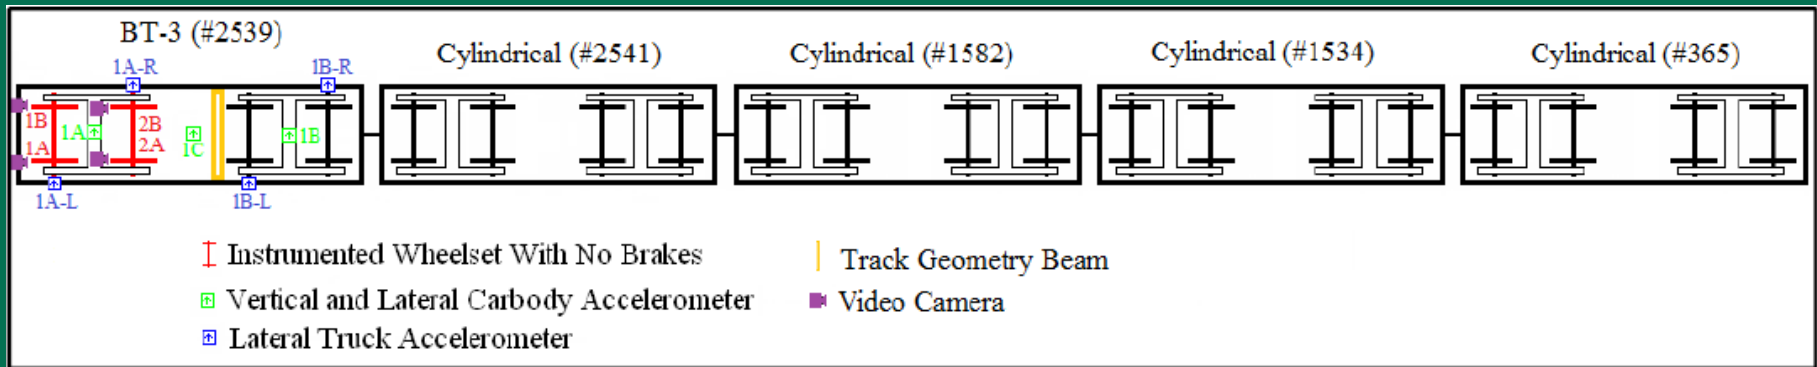 BT-3 (#2539)
Cylindrical (#2541)
Cylindrical (#1582)
Cylindrical (#1534)
Cylindrical (#365)
1A-R
1B-R
1B
1A
1A
2B
2A
1C
1B
1A-L
1B-L
Instrumented Wheelset With No Brakes
Track Geometry Beam
Vertical and Lateral Carbody Accelerometer
Video Camera
Lateral Truck Accelerometer